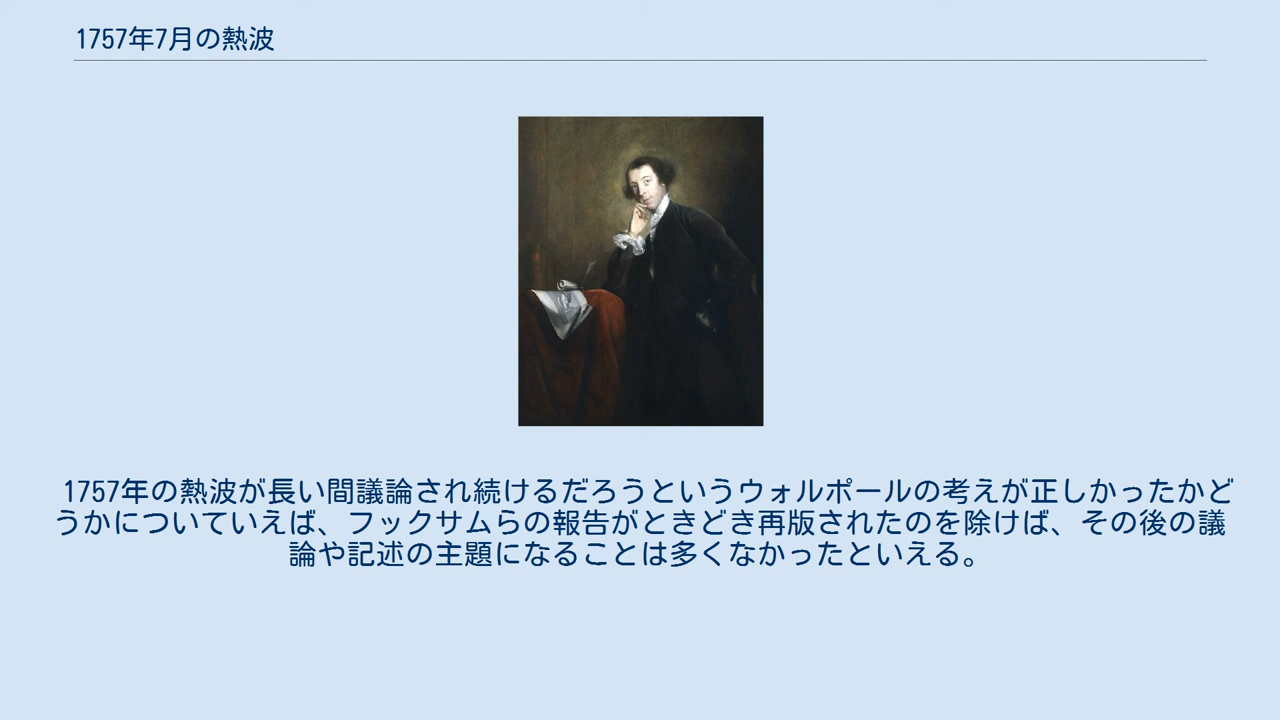 1757年7月の熱波
1757年の熱波が長い間議論され続けるだろうというウォルポールの考えが正しかったかど
うかについていえば、フックサムらの報告がときどき再版されたのを除けば、その後の議
論や記述の主題になることは多くなかったといえる。